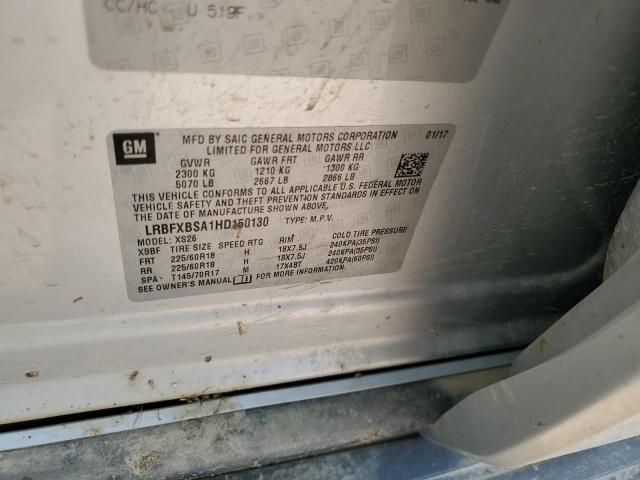 CC/HC U 519F
GM
MFD BY SAIC GENERAL MOTORS CORPORATION 01/17
LIMITED FOR GENERAL MOTORS LLC
GVWR GAWR FRT GAWR RR
2300 KG 1210 KG 1300 KG
5070 LB 2667 LB 2866 LB
THIS VEHICLE CONFORMS TO ALL APPLICABLE U.S. FEDERAL MOTOR
VEHICLE SAFETY AND THEFT PREVENTION STANDARDS IN EFFECT ON
THE DATE OF MANUFACTURE SHOWN ABOVE.
LRBFXBSA1HD150130 TYPE: M.P.V.
MODEL: XS26
XBBF TIRE SIZE SPEED RTG RIM COLD TIRE PRESSURE
FRT 225/60R18 H 18X7.5J 240KPA(35PSI)
RR 225/60R18 H 18X7.5J 240KPA(35PSI)
SPA T145/70R17 M 17X4BT 420KPA(60PSI)
SEE OWNER'S MANUAL